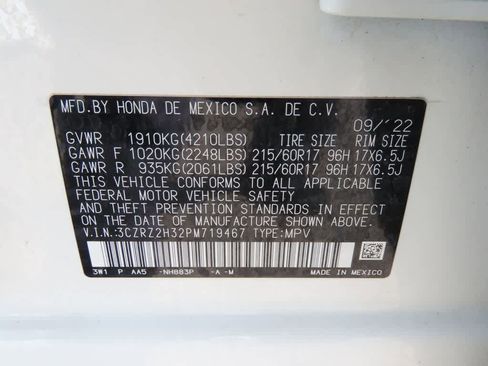 MFD.BY HONDA DE MEXICO S.A. DE C.V.
09/'22
GVWR 1910KG(4210LBS) TIRE SIZE RIM SIZE
GAWR F 1020KG(2248LBS) 215/60R17 96H 17X6.5J
GAWR R 935KG(2061LBS) 215/60R17 96H 17X6.5J
THIS VEHICLE CONFORMS TO ALL APPLICABLE
FEDERAL MOTOR VEHICLE SAFETY
AND THEFT PREVENTION STANDARDS IN EFFECT
ON THE DATE OF MANUFACTURE SHOWN ABOVE.
V.I.N.:3CZRZ2H32PM719467 TYPE:MPV
3W1 P AA5 -NH883P -A -M MADE IN MEXICO